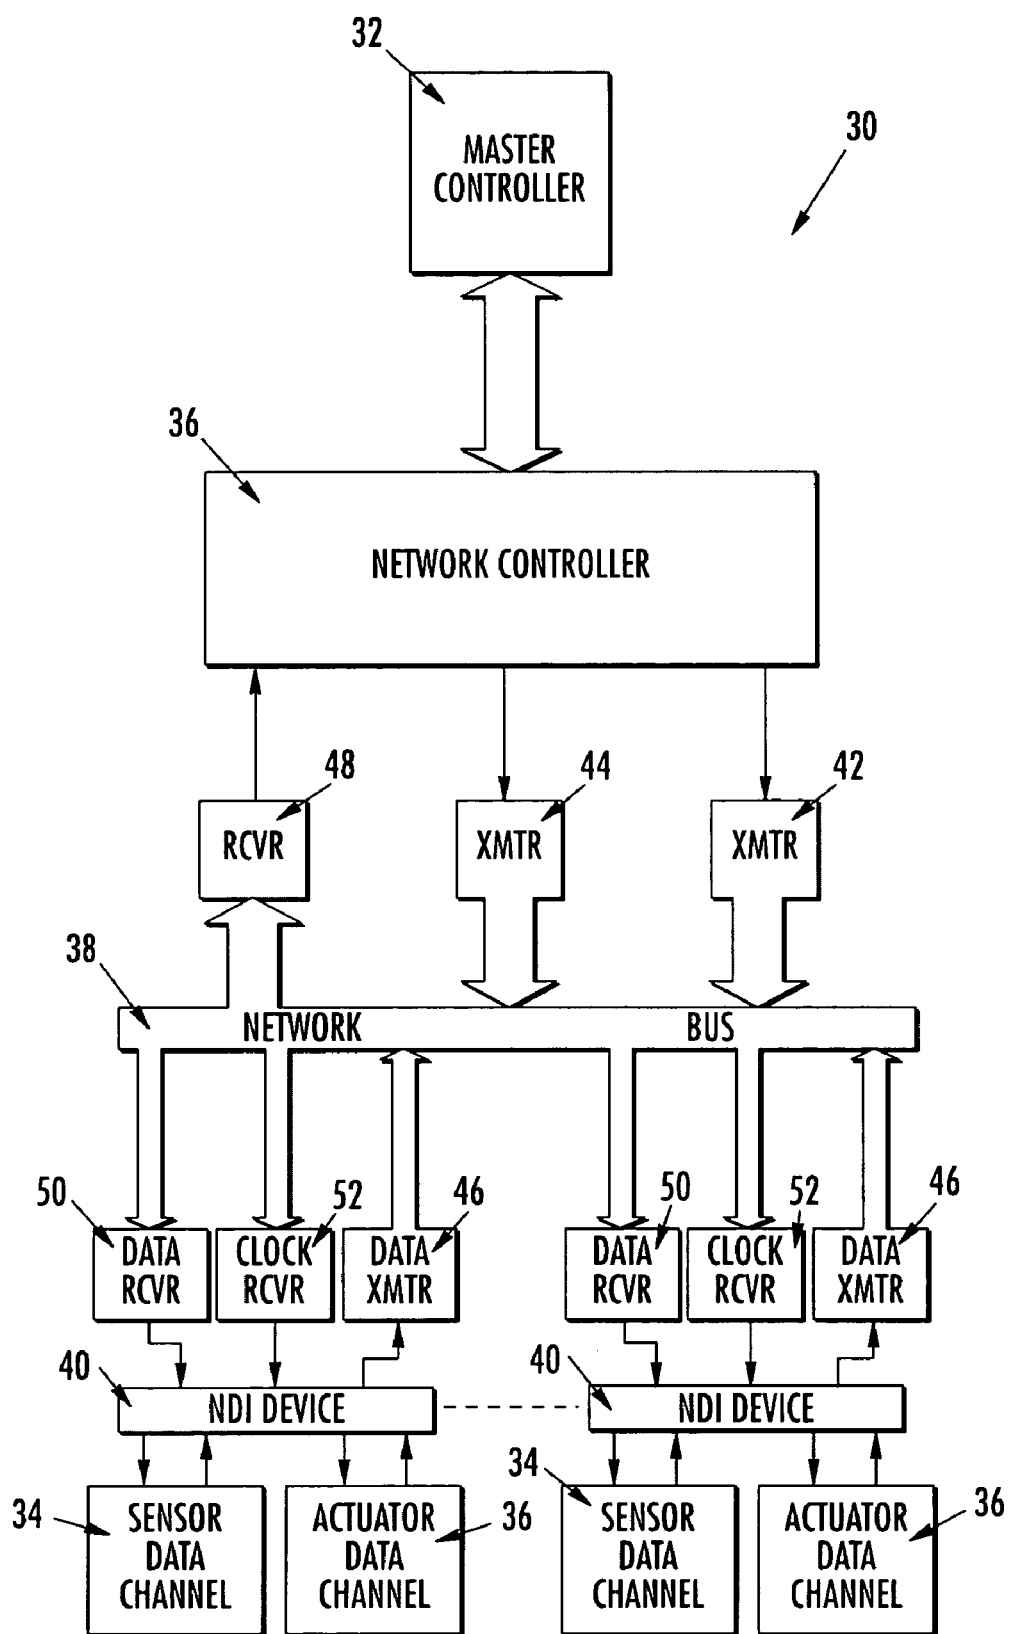 32
MASTER
CONTROLLER
30
36
NETWORK CONTROLLER
48
44
42
RCVR
XMTR
XMTR
38
NETWORK BUS
50
52
46
50
52
46
DATA
RCVR
CLOCK
RCVR
DATA
XMTR
DATA
RCVR
CLOCK
RCVR
DATA
XMTR
40
NDI DEVICE
40
NDI DEVICE
34
SENSOR
DATA
CHANNEL
ACTUATOR
DATA
CHANNEL
36
34
SENSOR
DATA
CHANNEL
ACTUATOR
DATA
CHANNEL
36